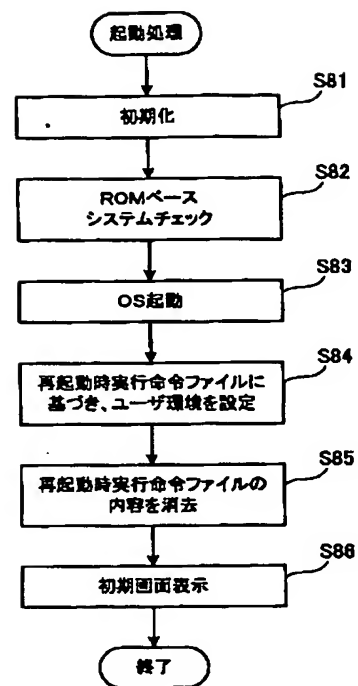 起動処理
S81
初期化
S82
ROMベース
システムチェック
S83
OS起動
S84
再起動時実行命令ファイルに
基づき、ユーザ環境を設定
S85
再起動時実行命令ファイルの
内容を消去
S86
初期画面表示
終了